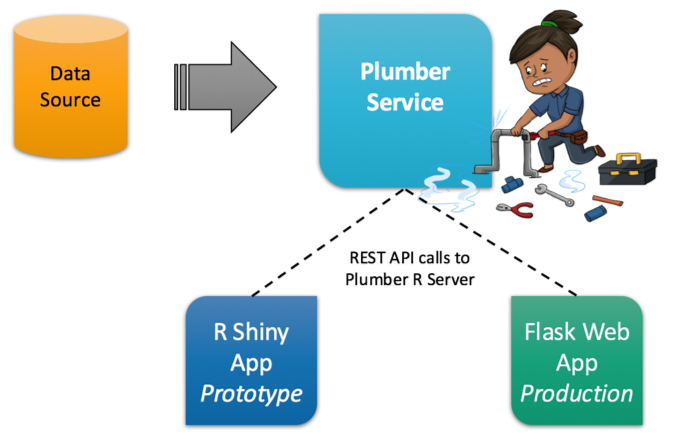 Data
Source
Plumber
Service
REST API calls to
Plumber R Server
R Shiny
App
Prototype
Flask Web
App
Production